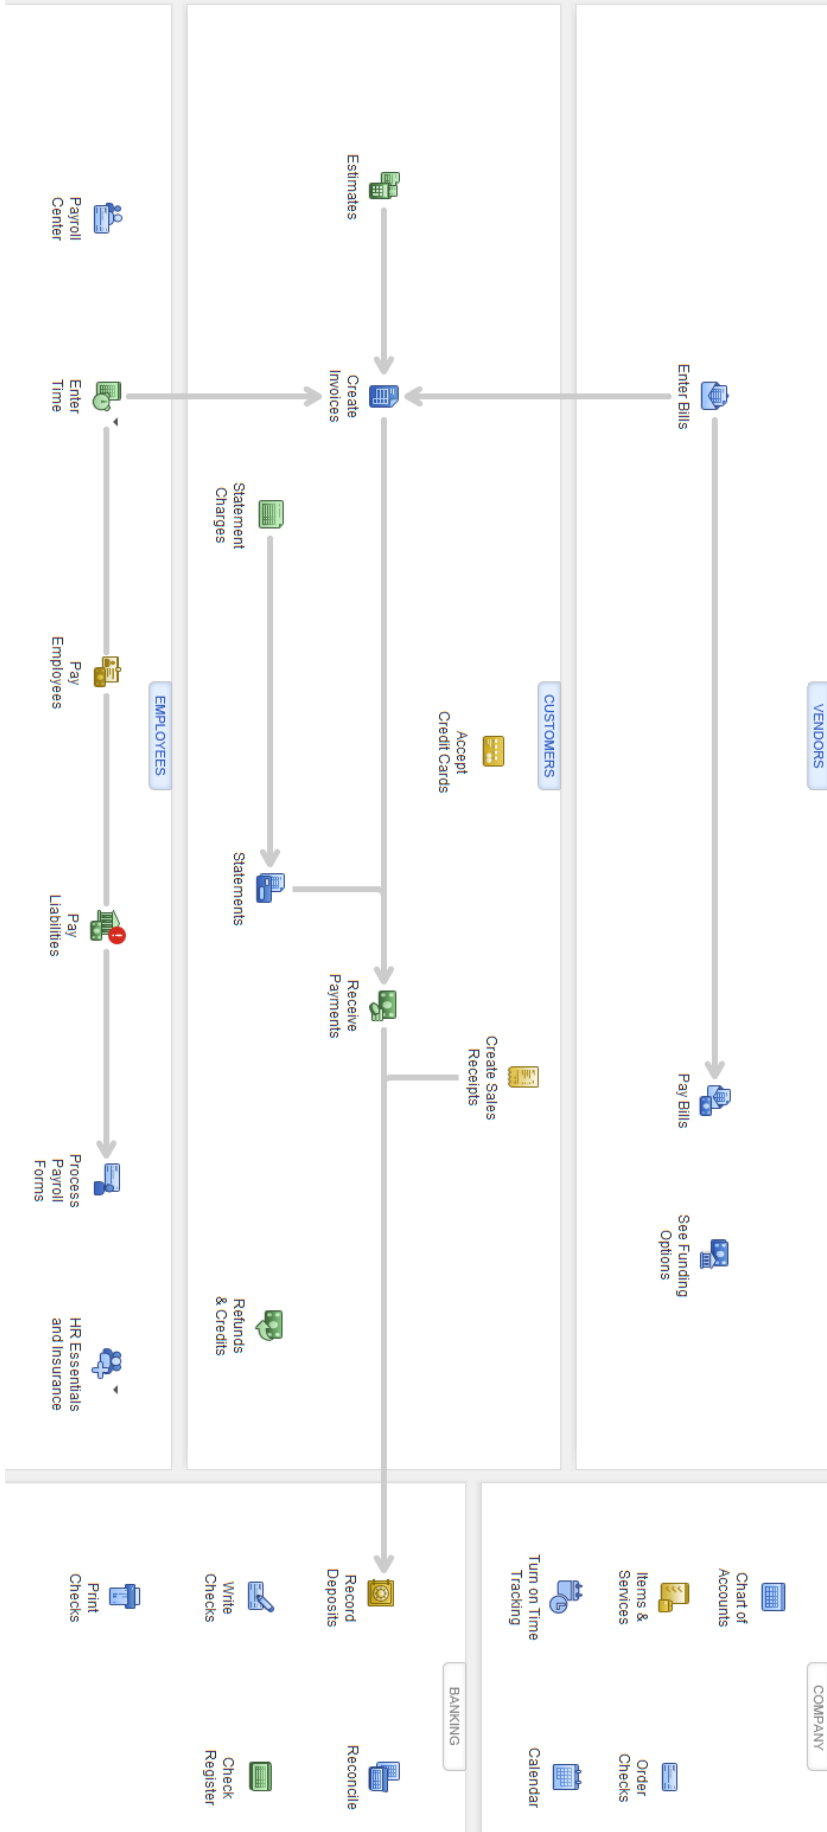 VENDORS
Enter Bills
Pay Bills
See Funding
Options
CUSTOMERS
Accept
Credit Cards
Create Sales
Receipts
Estimates
Create
Invoices
Receive
Payments
Statement
Charges
Statements
Refunds
& Credits
EMPLOYEES
Payroll
Center
Enter
Time
Pay
Employees
Pay
Liabilities
Process
Payroll
Forms
HR Essentials
and Insurance
COMPANY
Chart of
Accounts
Items &
Services
Order
Checks
Turn on Time
Tracking
Calendar
BANKING
Record
Deposits
Reconcile
Write
Checks
Check
Register
Print
Checks